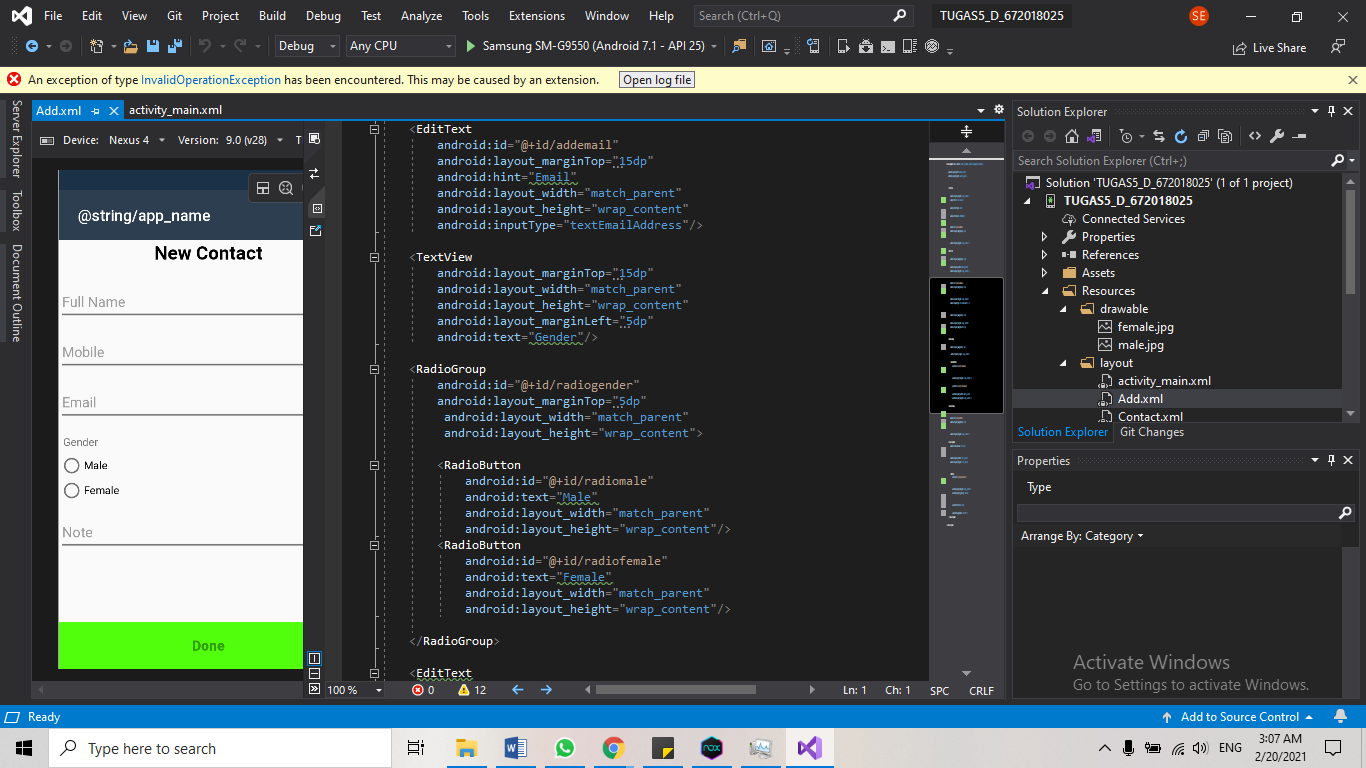 File Edit View Git Project Build Debug Test Analyze Tools Extensions Window Help Search (Ctrl+Q) TUGAS5_D_672018025 SE
Debug Any CPU Samsung SM-G9550 (Android 7.1 - API 25) Live Share
An exception of type InvalidOperationException has been encountered. This may be caused by an extension. Open log file
Server Explorer
Toolbox
Document Outline
Add.xml activity_main.xml
Device: Nexus 4 Version: 9.0 (v28) T
@string/app_name
New Contact
Full Name
Mobile
Email
Gender
Male
Female
Note
Done
<EditText
android:id="@+id/addemail"
android:layout_marginTop="15dp"
android:hint="Email"
android:layout_width="match_parent"
android:layout_height="wrap_content"
android:inputType="textEmailAddress"/>
<TextView
android:layout_marginTop="15dp"
android:layout_width="match_parent"
android:layout_height="wrap_content"
android:layout_marginLeft="5dp"
android:text="Gender"/>
<RadioGroup
android:id="@+id/radiogender"
android:layout_marginTop="5dp"
android:layout_width="match_parent"
android:layout_height="wrap_content">
<RadioButton
android:id="@+id/radiomale"
android:text="Male"
android:layout_width="match_parent"
android:layout_height="wrap_content"/>
<RadioButton
android:id="@+id/radiofemale"
android:text="Female"
android:layout_width="match_parent"
android:layout_height="wrap_content"/>
</RadioGroup>
<EditText
100 % 0 12 Ln: 1 Ch: 1 SPC CRLF
Solution Explorer
Search Solution Explorer (Ctrl+;)
Solution 'TUGAS5_D_672018025' (1 of 1 project)
TUGAS5_D_672018025
Connected Services
Properties
References
Assets
Resources
drawable
female.jpg
male.jpg
layout
activity_main.xml
Add.xml
Contact.xml
Solution Explorer Git Changes
Properties
Type
Arrange By: Category
Activate Windows
Go to Settings to activate Windows.
Ready Add to Source Control
Type here to search
nox
ENG
3:07 AM
2/20/2021